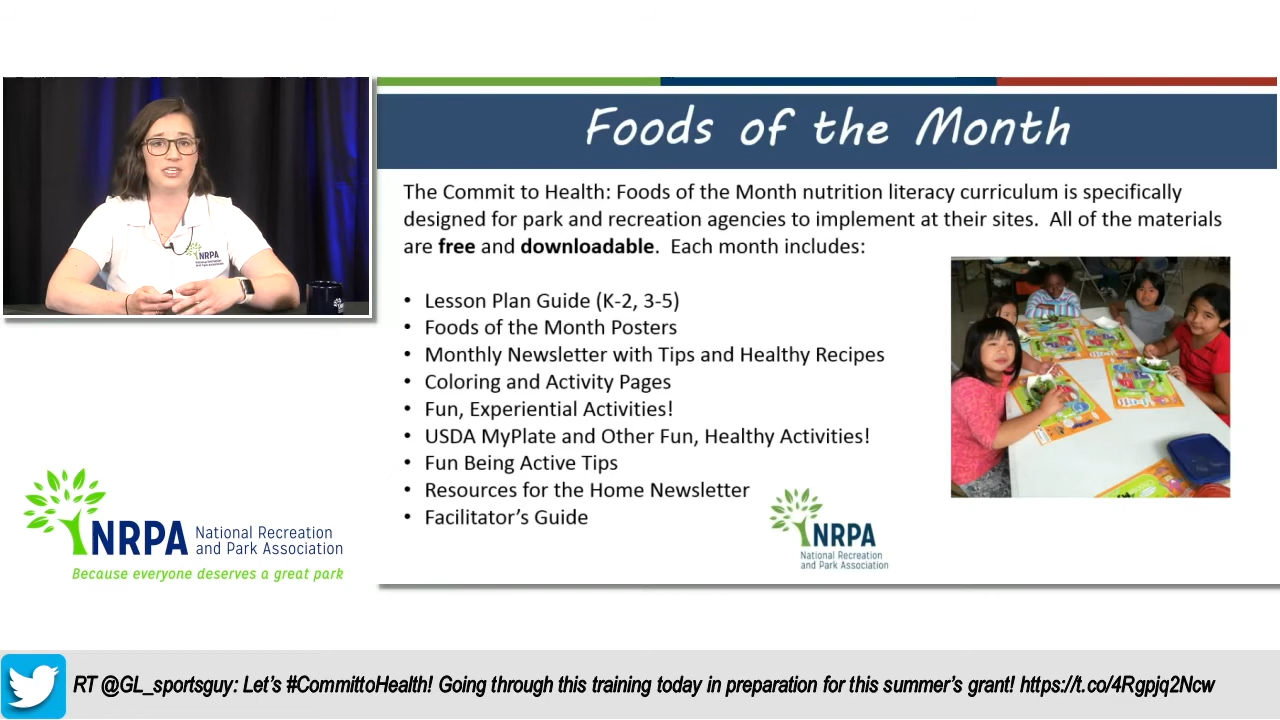 Foods of the Month
The Commit to Health: Foods of the Month nutrition literacy curriculum is specifically
designed for park and recreation agencies to implement at their sites.  All of the materials
are free and downloadable.  Each month includes:
• Lesson Plan Guide (K-2, 3-5)
• Foods of the Month Posters
• Monthly Newsletter with Tips and Healthy Recipes
• Coloring and Activity Pages
• Fun, Experiential Activities!
• USDA MyPlate and Other Fun, Healthy Activities!
• Fun Being Active Tips
• Resources for the Home Newsletter
• Facilitator's Guide
NRPA
National Recreation
and Park Association
NRPA
National Recreation
and Park Association
NRPA
National Recreation
and Park Association
Because everyone deserves a great park
RT @GL_sportsguy: Let's #CommittoHealth! Going through this training today in preparation for this summer's grant! https://t.co/4Rgpjq2Ncw